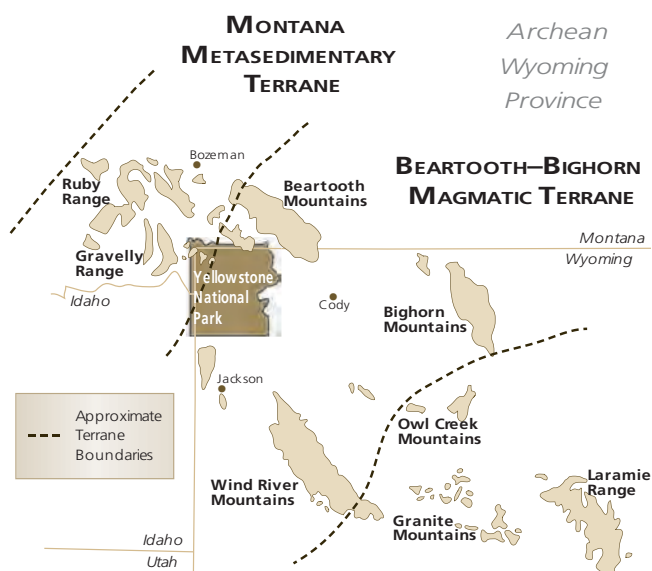 MONTANA
METASEDIMENTARY
TERRANE
Archean
Wyoming
Province
Bozeman
BEARTOOTH–BIGHORN
MAGMATIC TERRANE
Ruby
Range
Beartooth
Mountains
Gravelly
Range
Montana
Wyoming
Yellowstone
National
Park
Idaho
Cody
Bighorn
Mountains
Jackson
Approximate
Terrane
Boundaries
Owl Creek
Mountains
Wind River
Mountains
Granite
Mountains
Laramie
Range
Idaho
Utah